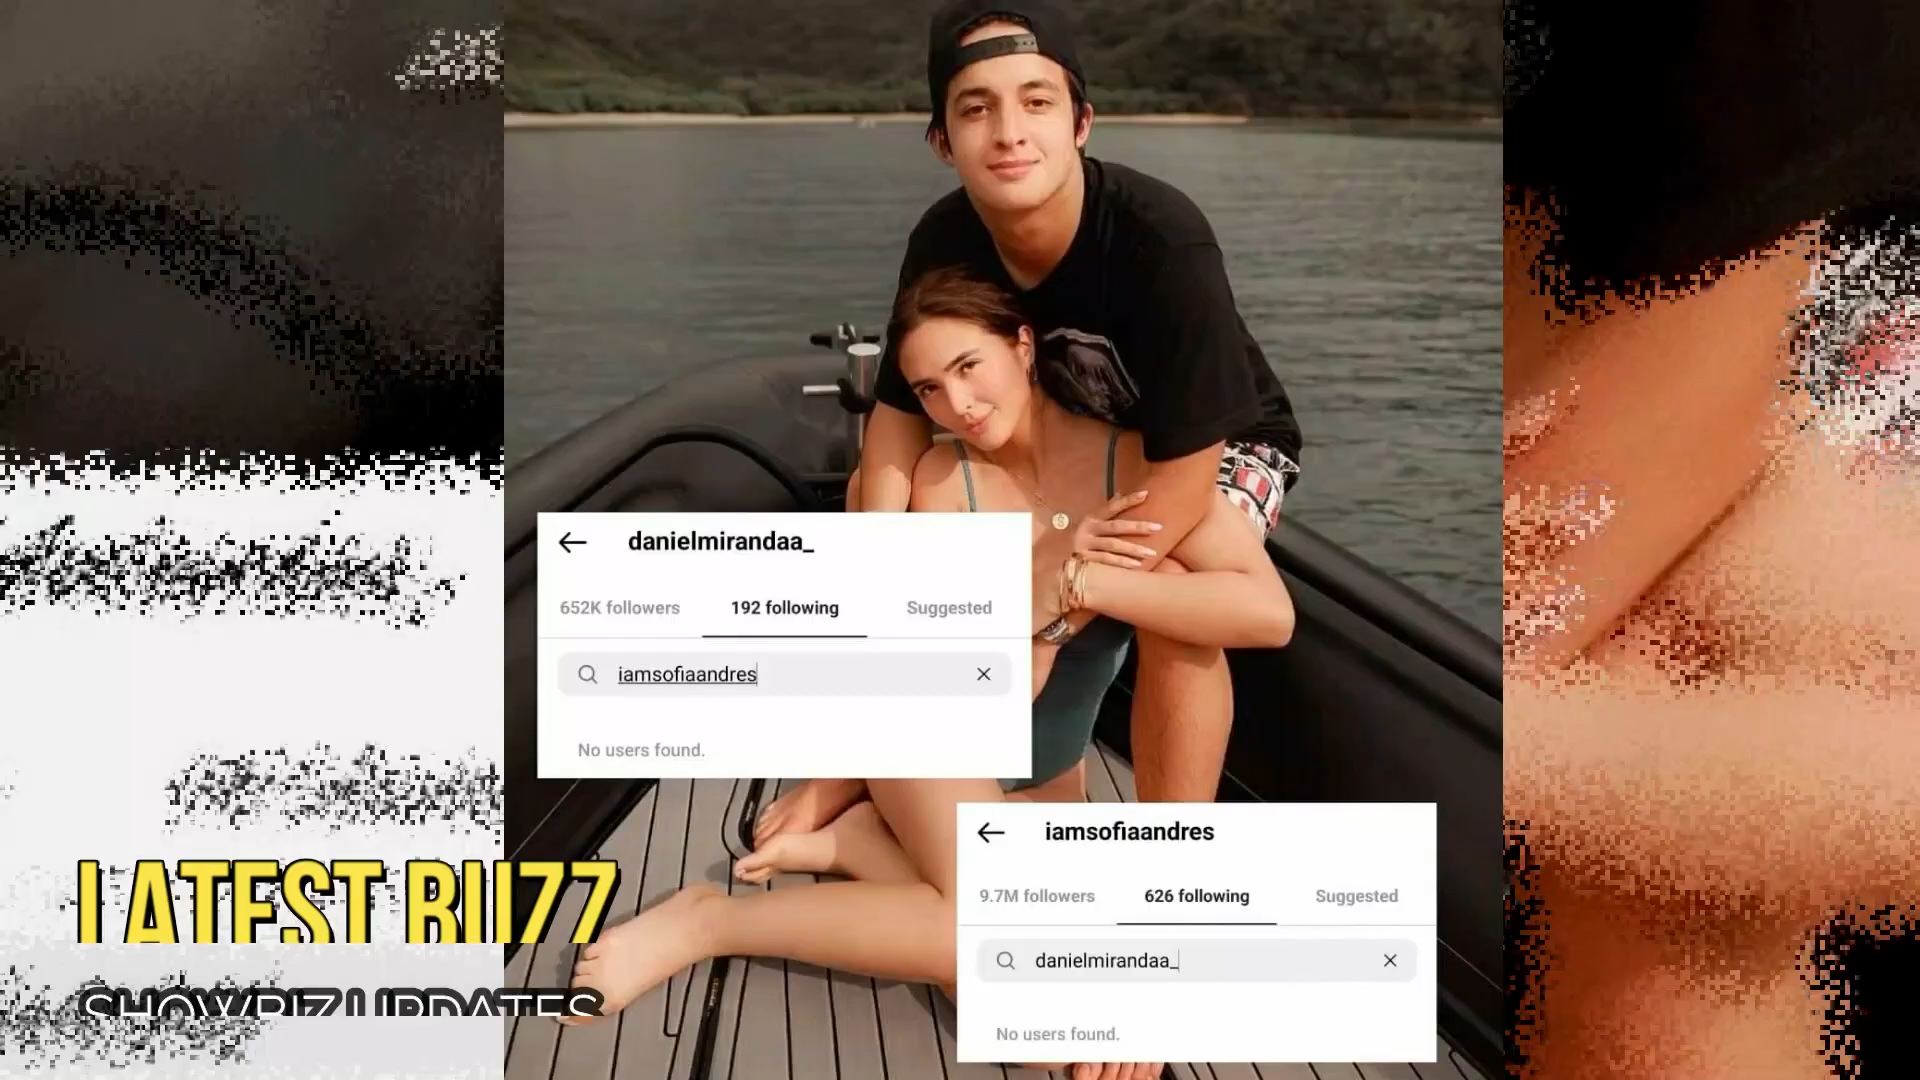 danielmirandaa_
652K followers 192 following Suggested
iamsofiaandres
No users found.
iamsofiaandres
9.7M followers 626 following Suggested
danielmirandaa_
No users found.
LATEST BUZZ
SHOWBIZ UPDATES